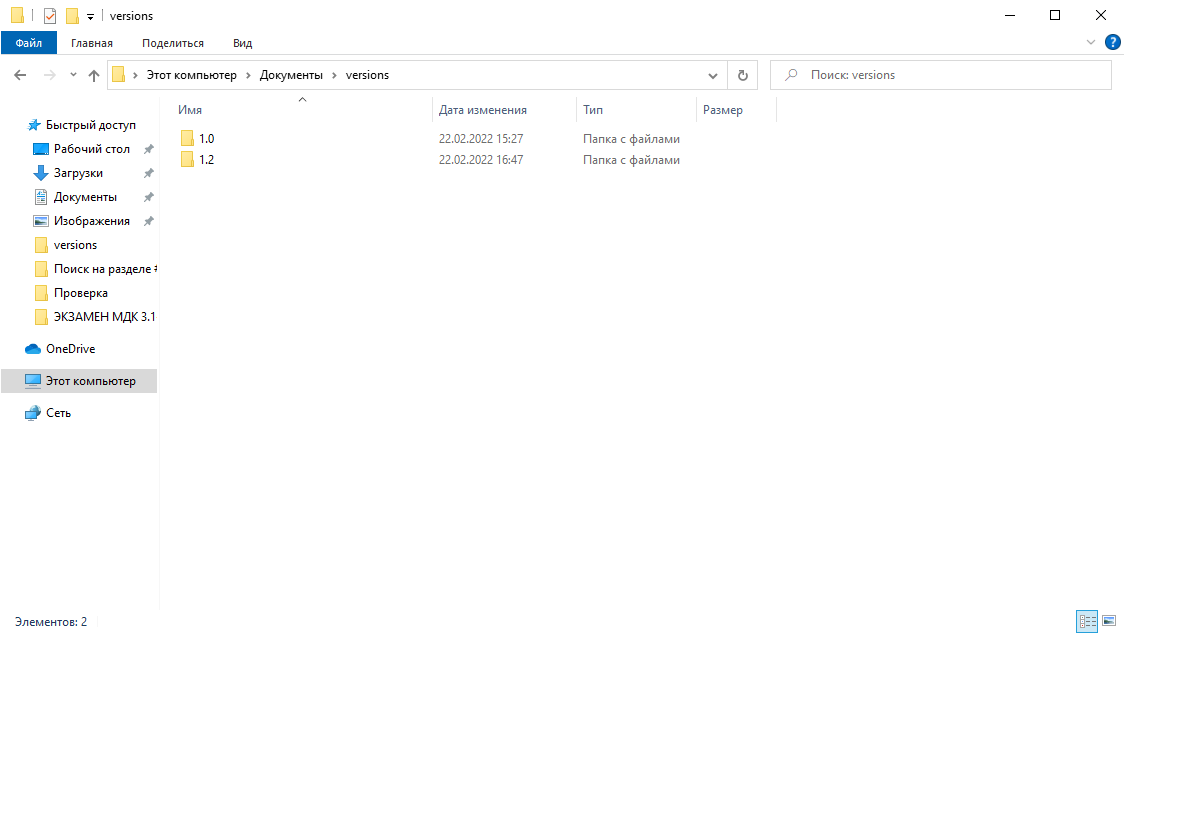 versions
Файл Главная Поделиться Вид
Этот компьютер Документы versions
Поиск: versions
Имя Дата изменения Тип Размер
1.0 22.02.2022 15:27 Папка с файлами
1.2 22.02.2022 16:47 Папка с файлами
Быстрый доступ
Рабочий стол
Загрузки
Документы
Изображения
versions
Поиск на разделе
Проверка
ЭКЗАМЕН МДК 3.1
OneDrive
Этот компьютер
Сеть
Элементов: 2